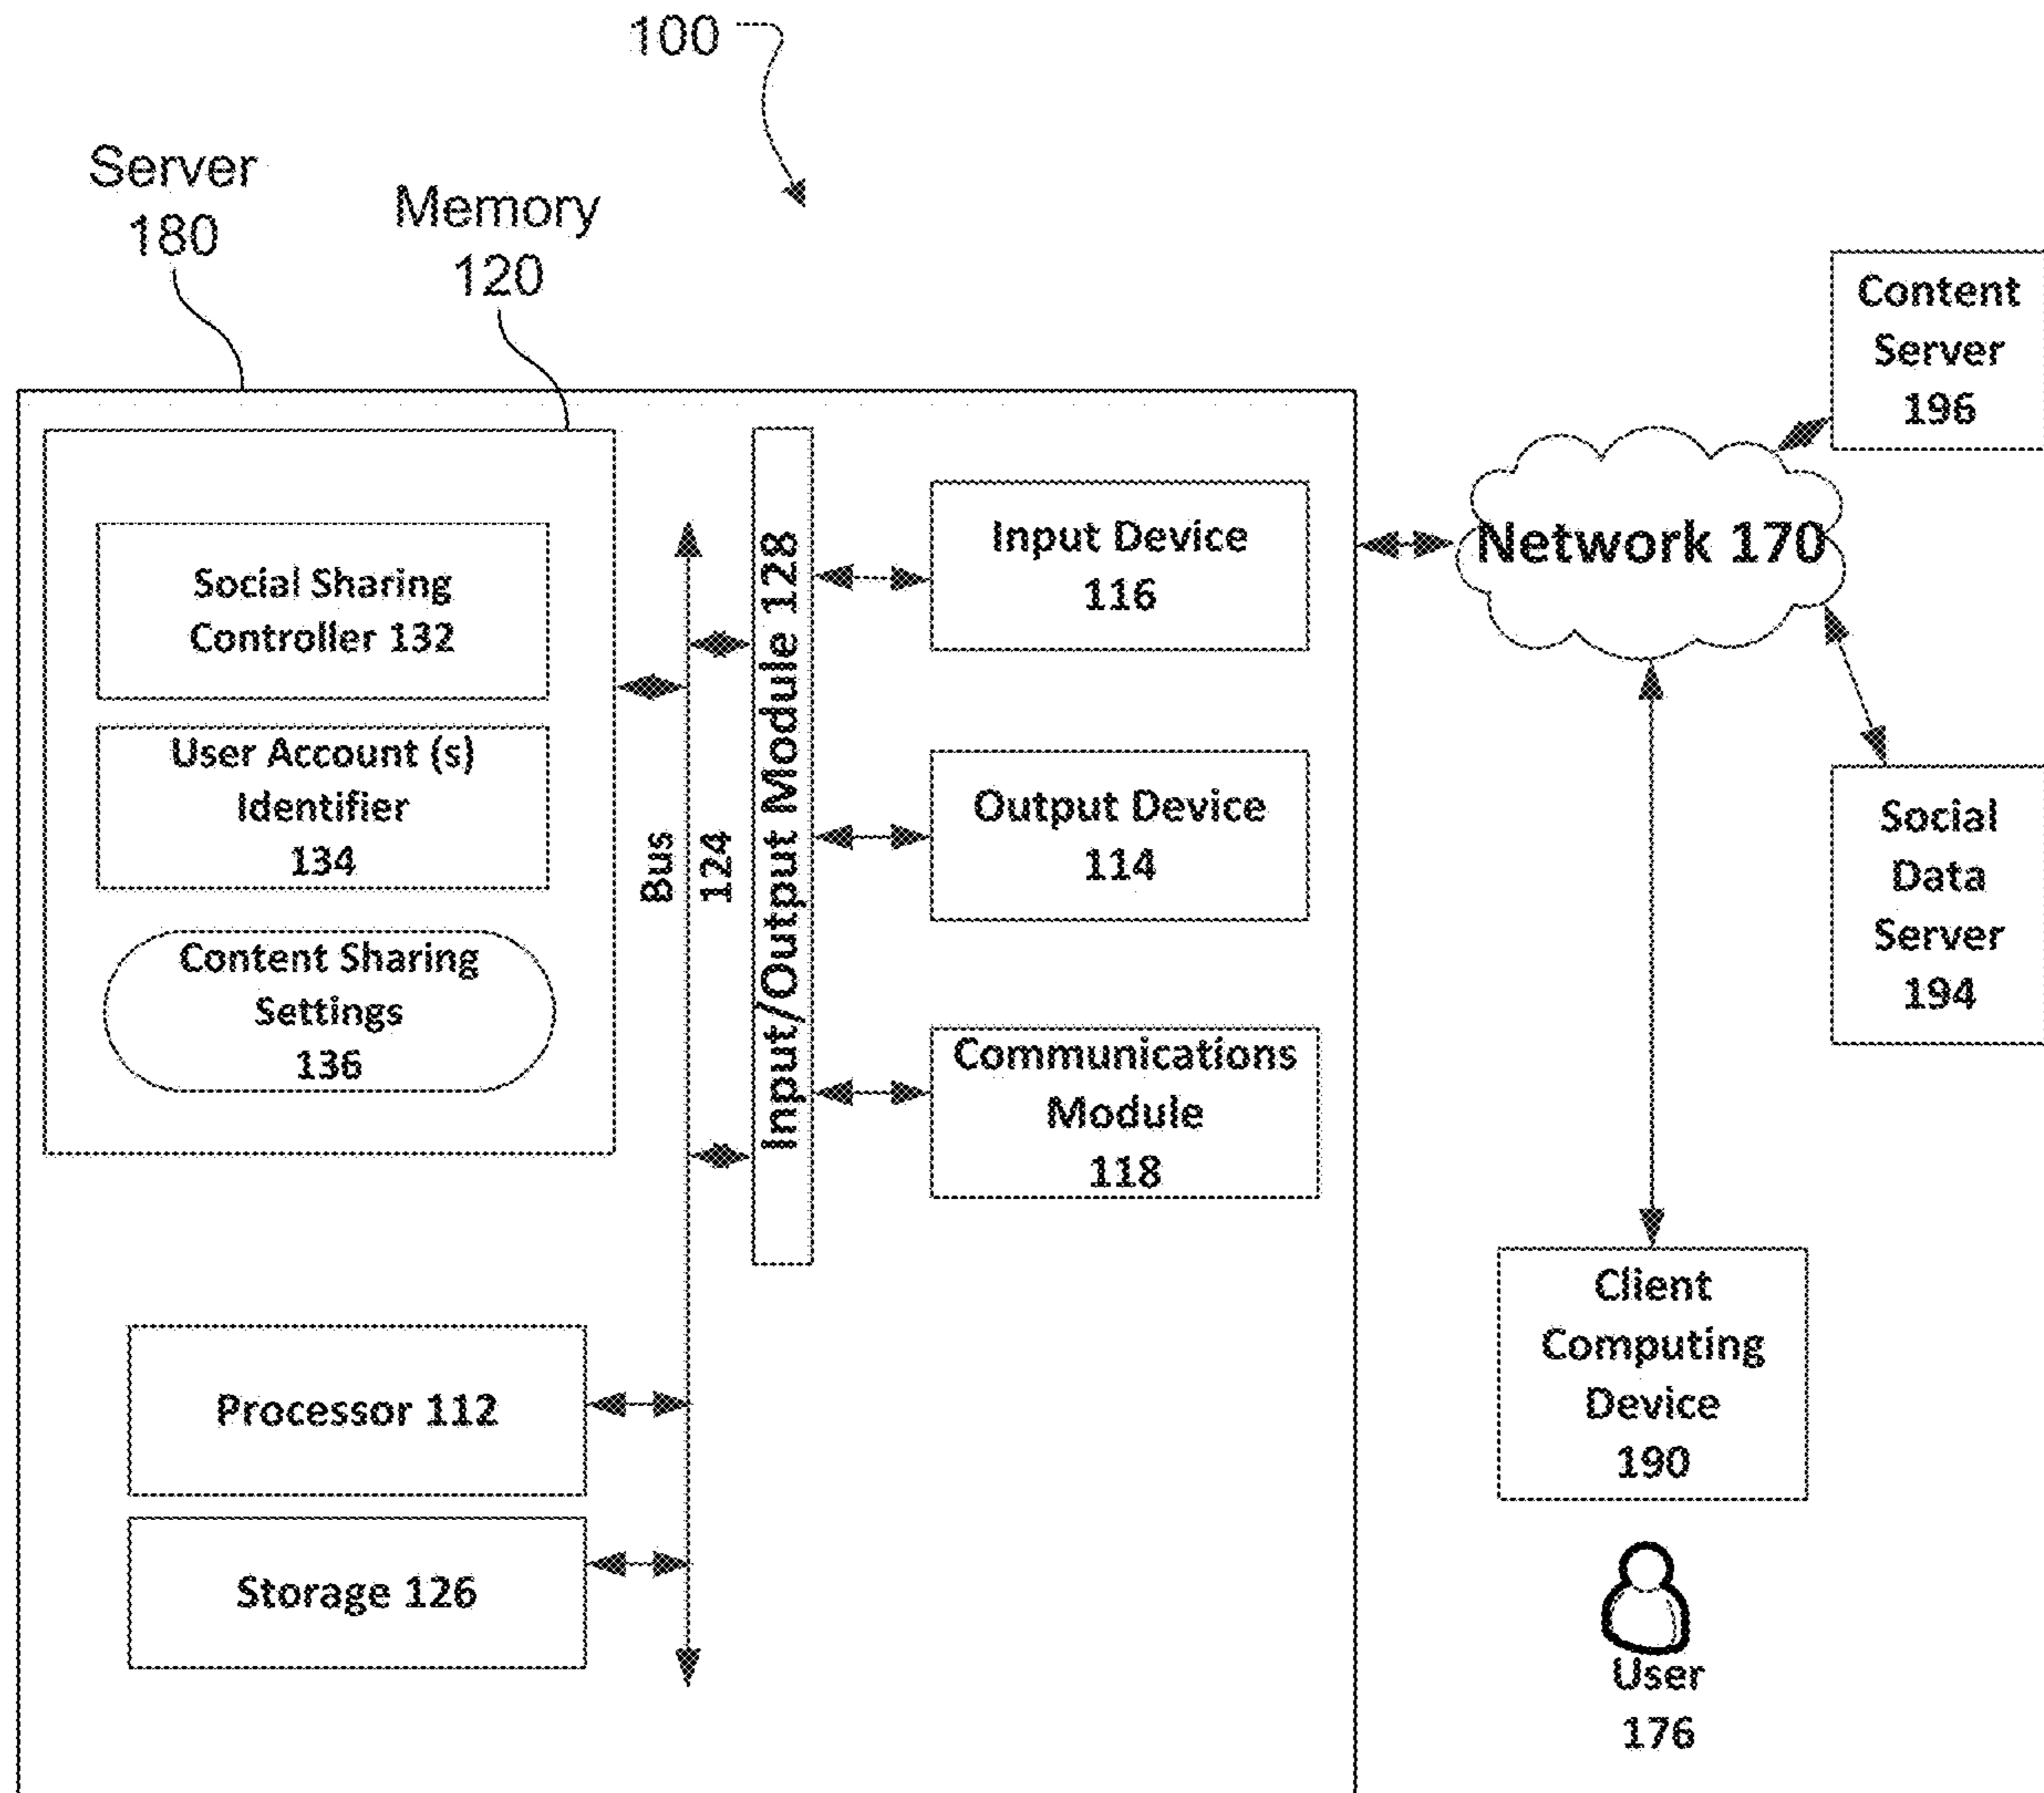 100
Server
180
Memory
120
Social Sharing
Controller 132
User Account (s)
Identifier
134
Content Sharing
Settings
136
Bus
124
Input/Output Module 128
Input Device
116
Output Device
114
Communications
Module
118
Processor 112
Storage 126
Network 170
Content
Server
196
Social
Data
Server
194
Client
Computing
Device
190
User
176